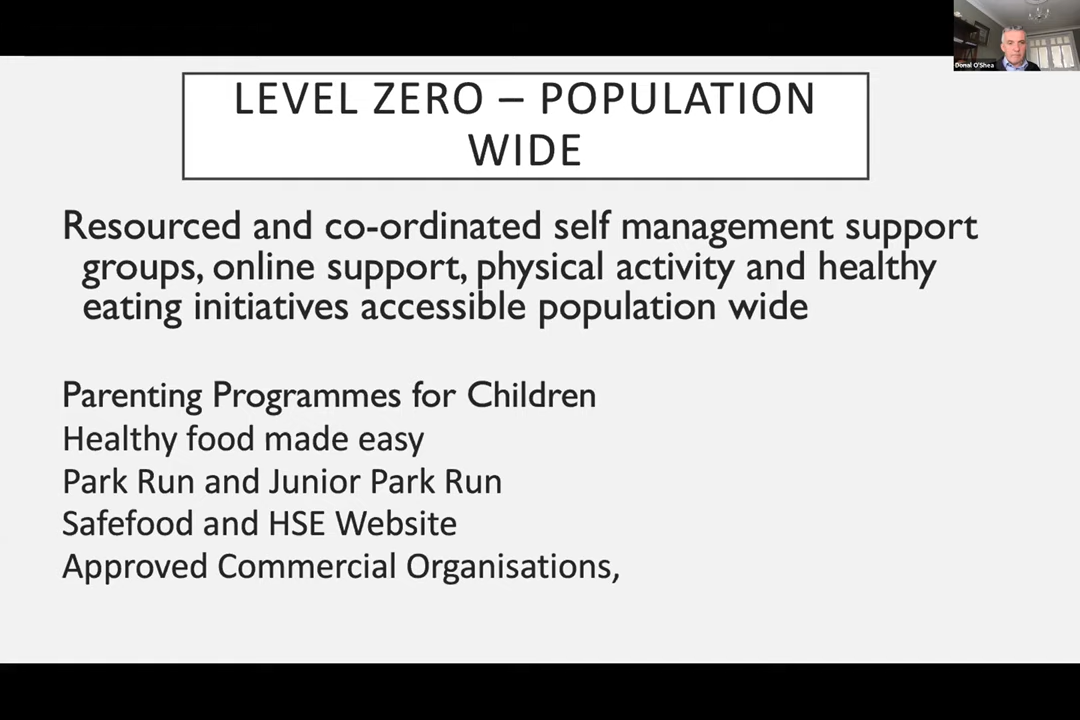 Donal O'Shea
LEVEL ZERO – POPULATION
WIDE
Resourced and co-ordinated self management support
groups, online support, physical activity and healthy
eating initiatives accessible population wide
Parenting Programmes for Children
Healthy food made easy
Park Run and Junior Park Run
Safefood and HSE Website
Approved Commercial Organisations,